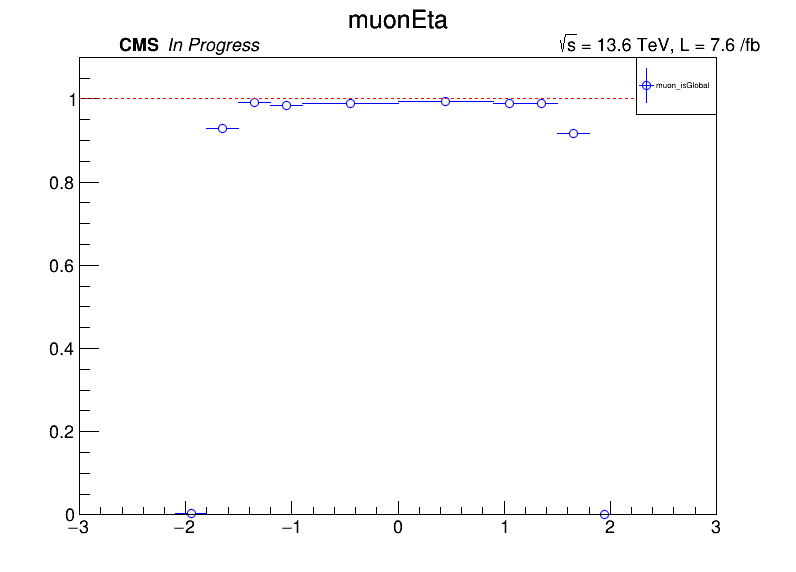 muonEta
CMS In Progress
√s = 13.6 TeV, L = 7.6 /fb
muon_isGlobal
1
0.8
0.6
0.4
0.2
0
−3 −2 −1 0 1 2 3